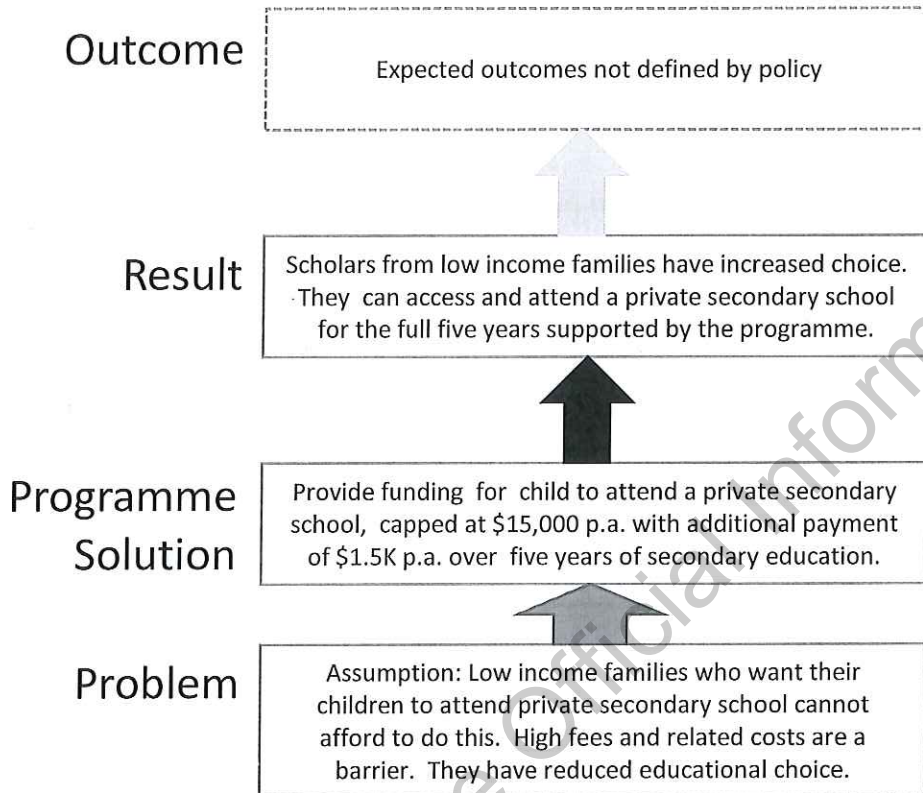 Outcome
Expected outcomes not defined by policy
Result
Scholars from low income families have increased choice.
They can access and attend a private secondary school
for the full five years supported by the programme.
Programme
Solution
Provide funding for child to attend a private secondary
school, capped at $15,000 p.a. with additional payment
of $1.5K p.a. over five years of secondary education.
Problem
Assumption: Low income families who want their
children to attend private secondary school cannot
afford to do this. High fees and related costs are a
barrier. They have reduced educational choice.
Official Inform